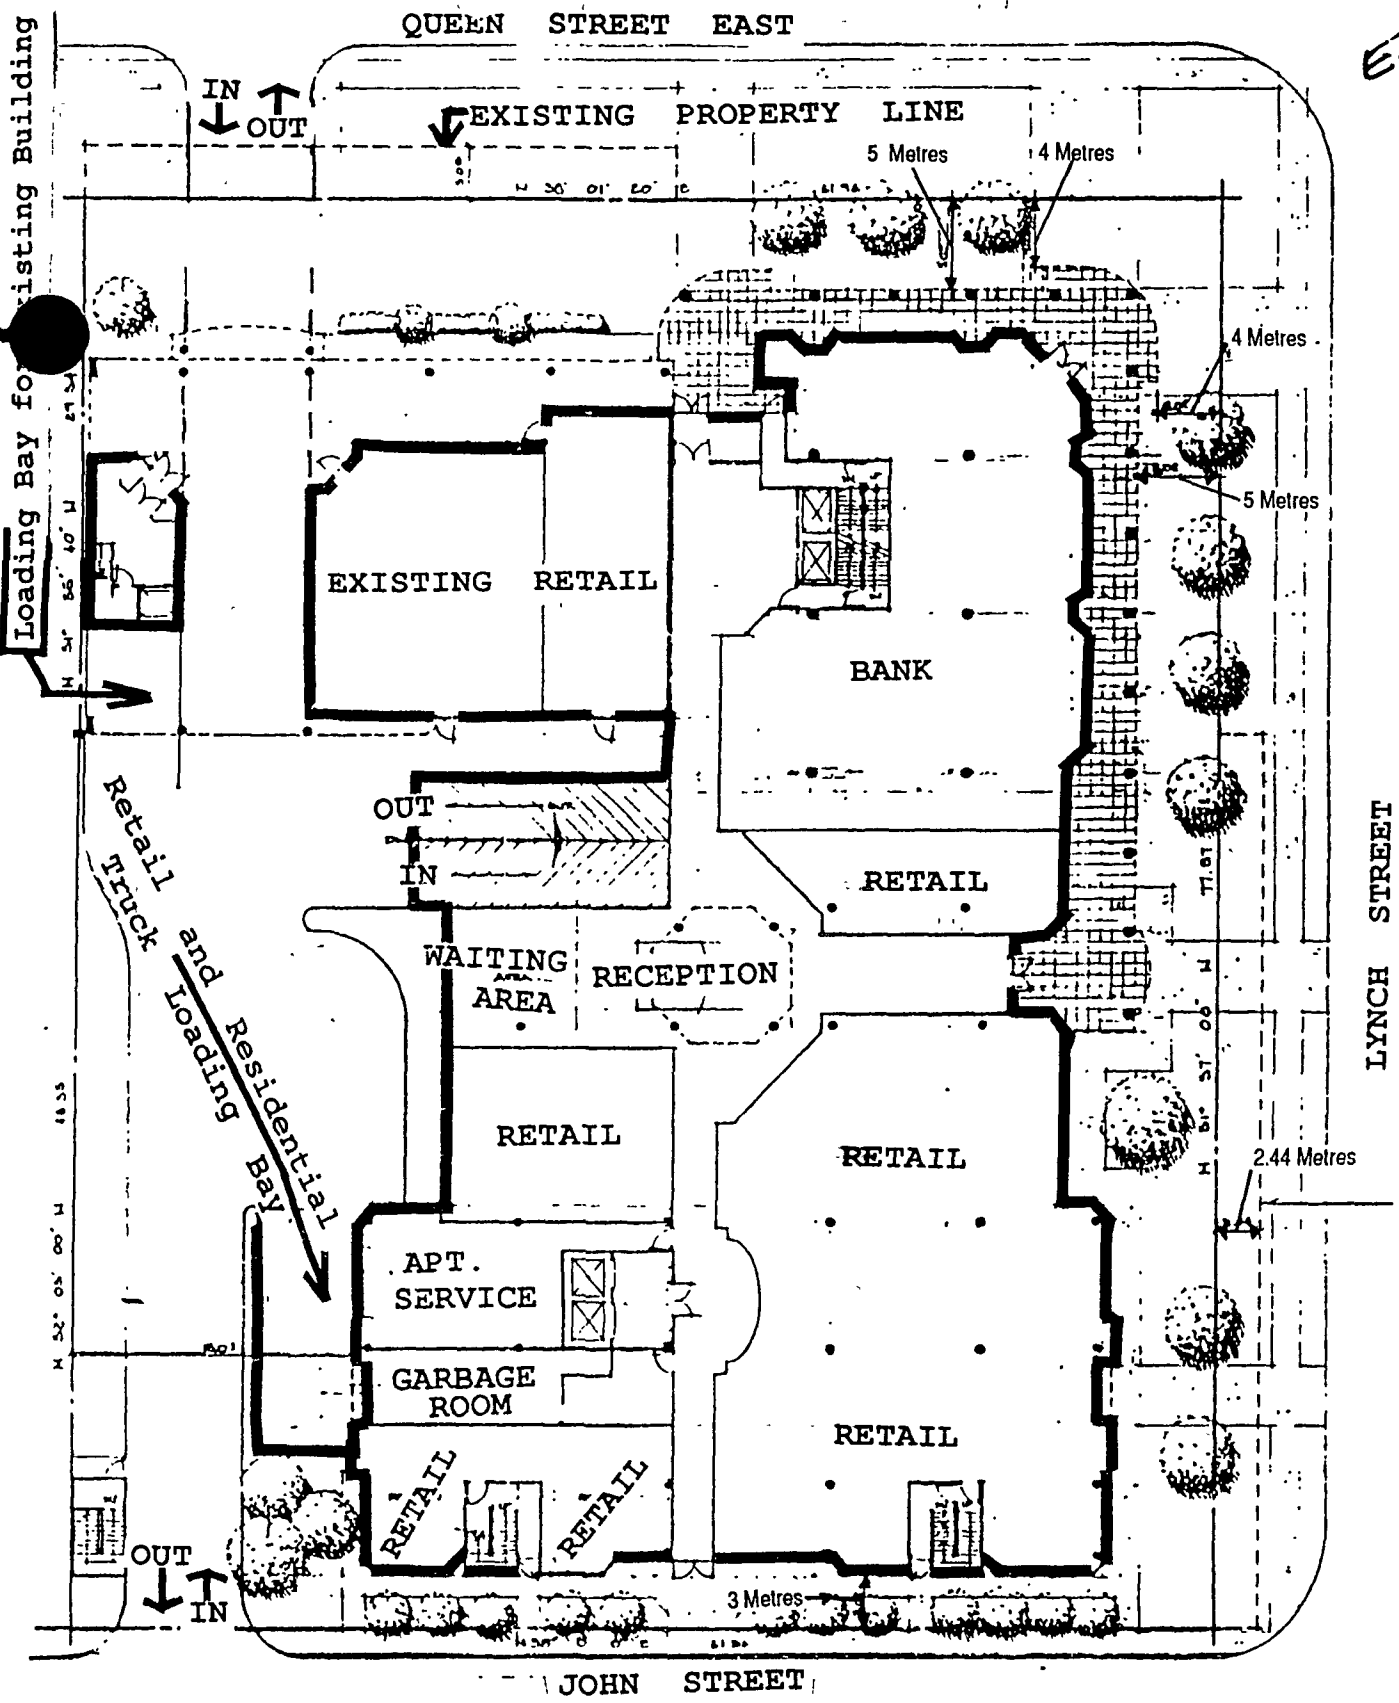 QUEEN STREET EAST
IN
OUT
EXISTING PROPERTY LINE
5 Metres
4 Metres
Loading Bay for Existing Building
4 Metres
5 Metres
EXISTING RETAIL
BANK
OUT
IN
RETAIL
WAITING
AREA
RECEPTION
Retail and Residential
Truck Loading Bay
LYNCH STREET
RETAIL
RETAIL
2.44 Metres
APT.
SERVICE
GARBAGE
ROOM
RETAIL
RETAIL
RETAIL
OUT
IN
3 Metres
JOHN STREET